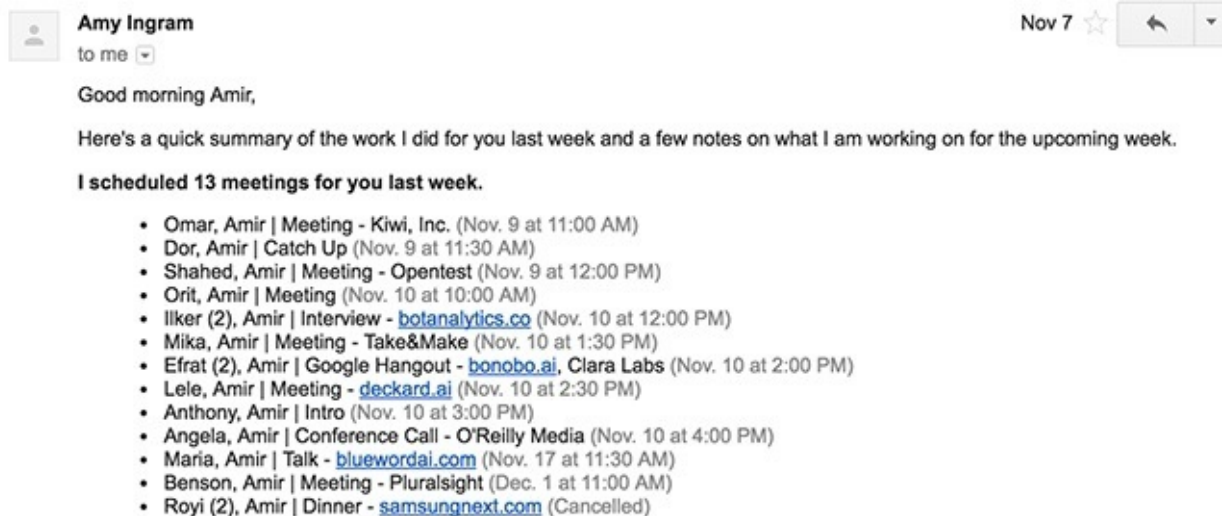 Amy Ingram
Nov 7
to me
Good morning Amir,
Here's a quick summary of the work I did for you last week and a few notes on what I am working on for the upcoming week.
I scheduled 13 meetings for you last week.
• Omar, Amir | Meeting - Kiwi, Inc. (Nov. 9 at 11:00 AM)
• Dor, Amir | Catch Up (Nov. 9 at 11:30 AM)
• Shahed, Amir | Meeting - Opentest (Nov. 9 at 12:00 PM)
• Orit, Amir | Meeting (Nov. 10 at 10:00 AM)
• Ilker (2), Amir | Interview - botanalytics.co (Nov. 10 at 12:00 PM)
• Mika, Amir | Meeting - Take&Make (Nov. 10 at 1:30 PM)
• Efrat (2), Amir | Google Hangout - bonobo.ai, Clara Labs (Nov. 10 at 2:00 PM)
• Lele, Amir | Meeting - deckard.ai (Nov. 10 at 2:30 PM)
• Anthony, Amir | Intro (Nov. 10 at 3:00 PM)
• Angela, Amir | Conference Call - O'Reilly Media (Nov. 10 at 4:00 PM)
• Maria, Amir | Talk - bluewordai.com (Nov. 17 at 11:30 AM)
• Benson, Amir | Meeting - Pluralsight (Dec. 1 at 11:00 AM)
• Royi (2), Amir | Dinner - samsungnext.com (Cancelled)